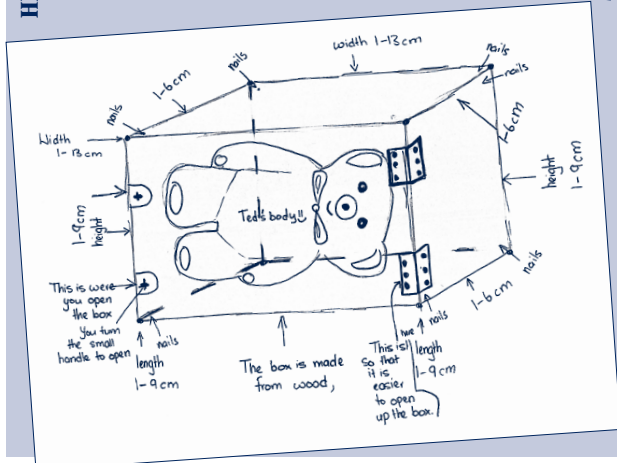 H
width 1-13cm
nails
nails
nails
1-6cm
nails
Width
1-13cm
1-6cm
height
1-9cm
1-9cm
height
Ted's body!!
This is were
you open
the box
You turn
the small
handle to open
nails
length
1-9cm
The box is made
from wood,
This is
so that
it is
easier
to open
up the box.
nails
length
1-9cm
1-6cm
nails